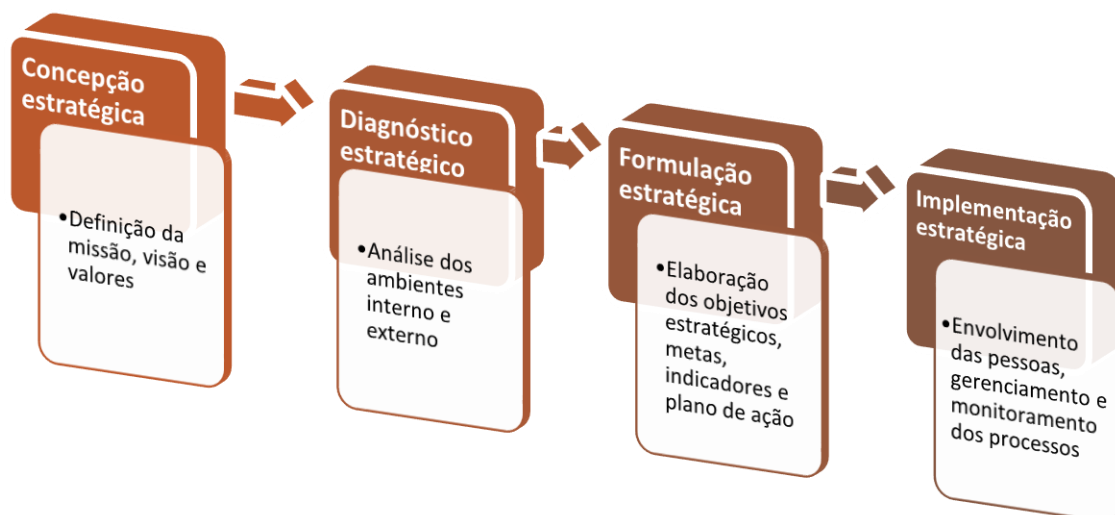 Concepção
estratégica
•Definição da
missão, visão e
valores
Diagnóstico
estratégico
•Análise dos
ambientes
interno e
externo
Formulação
estratégica
•Elaboração
dos objetivos
estratégicos,
metas,
indicadores e
plano de ação
Implementação
estratégica
•Envolvimento
das pessoas,
gerenciamento e
monitoramento
dos processos